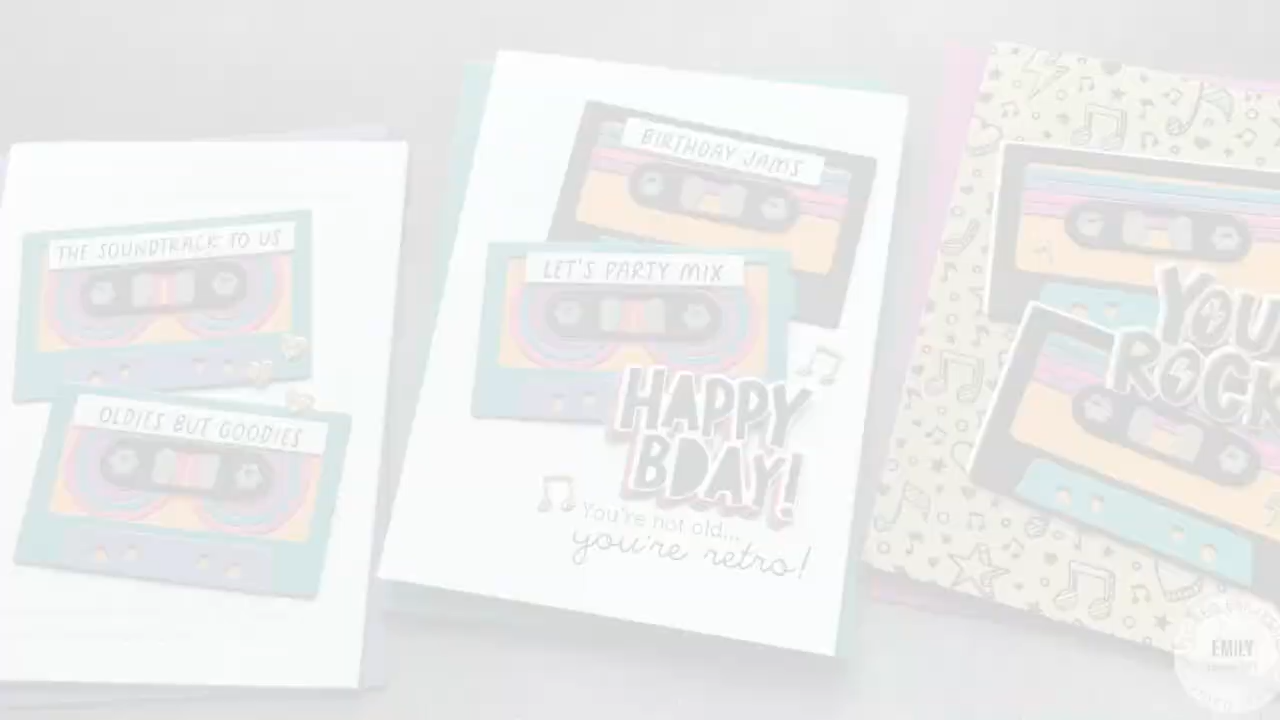 THE SOUNDTRACK TO US
OLDIES BUT GOODIES
BIRTHDAY JAMS
LET'S PARTY MIX
HAPPY
BDAY!
You're not old...
you're retro!
YOU
ROCK
EMILY